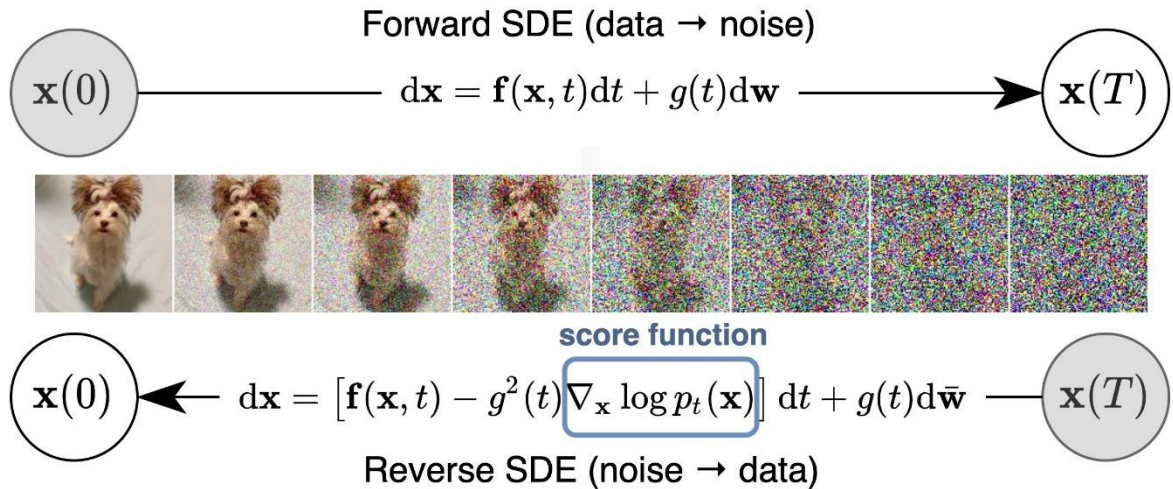 Forward SDE (data → noise)
x(0) dx = f(x, t)dt + g(t)dw x(T)
score function
x(0) dx = [f(x, t) − g²(t)∇ₓ log pₜ(x)] dt + g(t)dw̄ x(T)
Reverse SDE (noise → data)